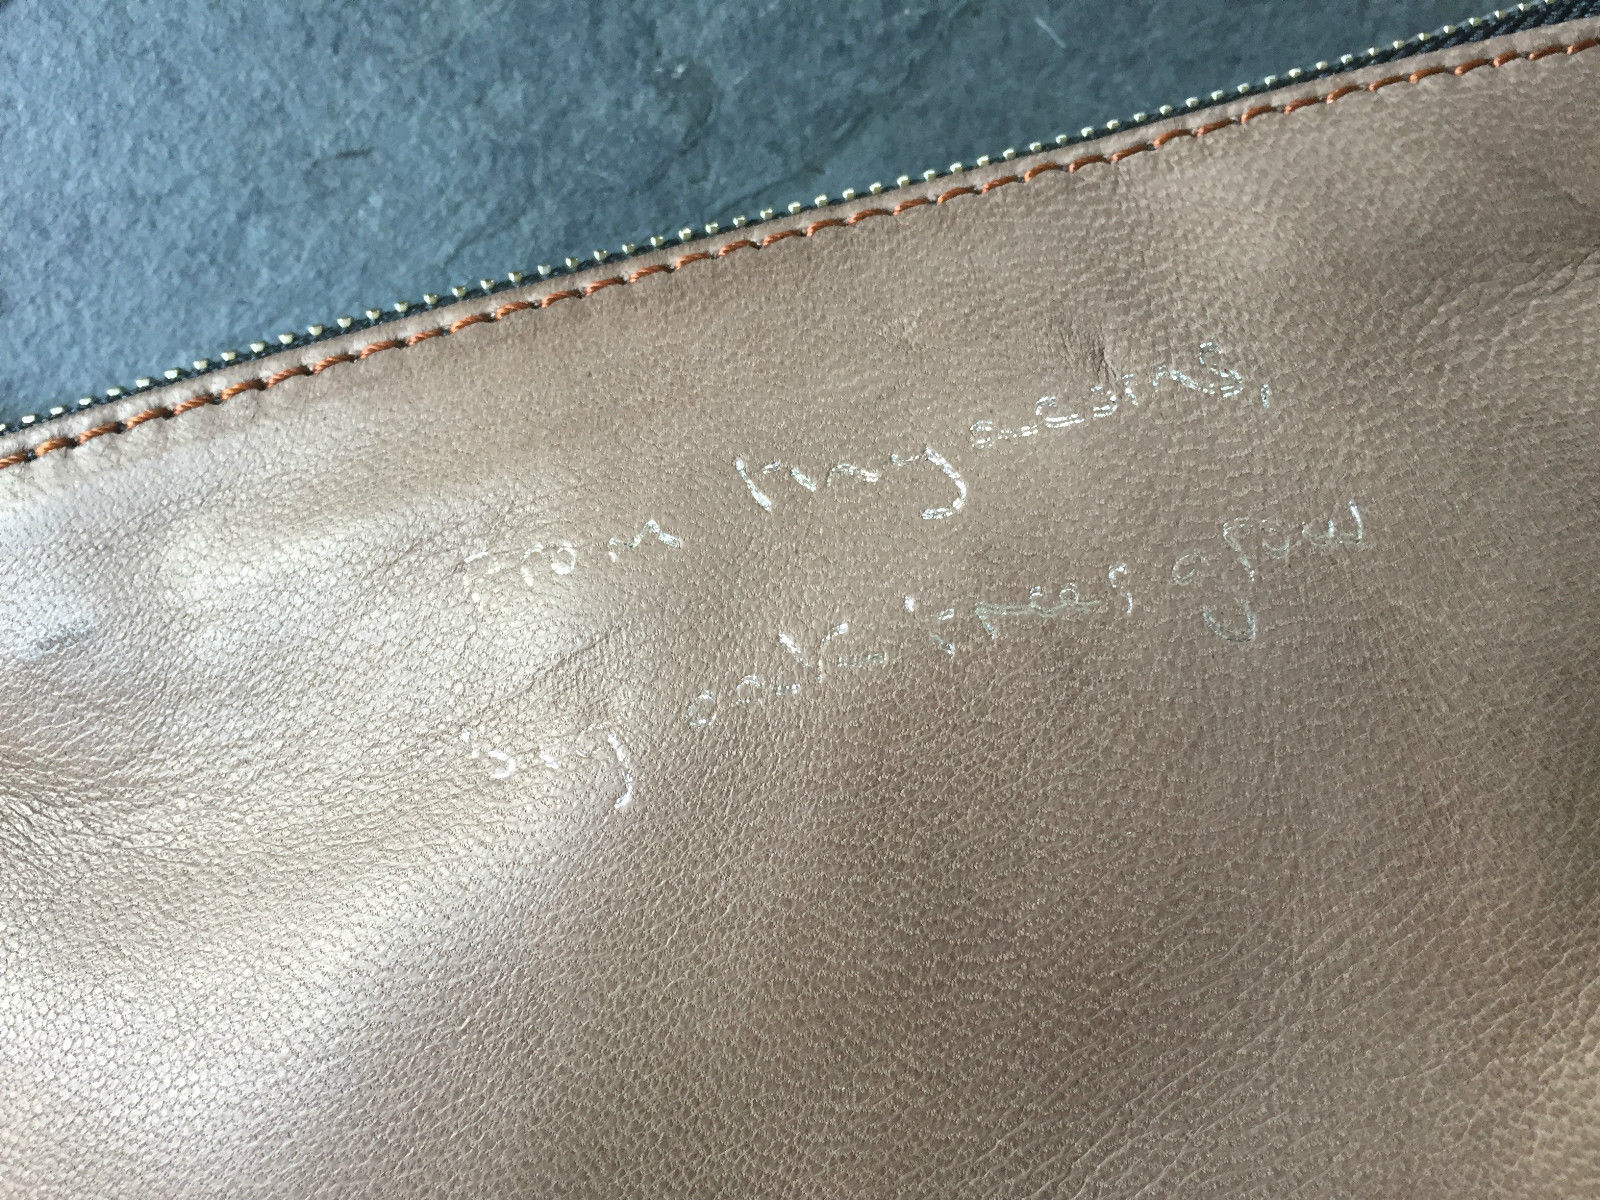 From tiny acorns,
big oak trees grow